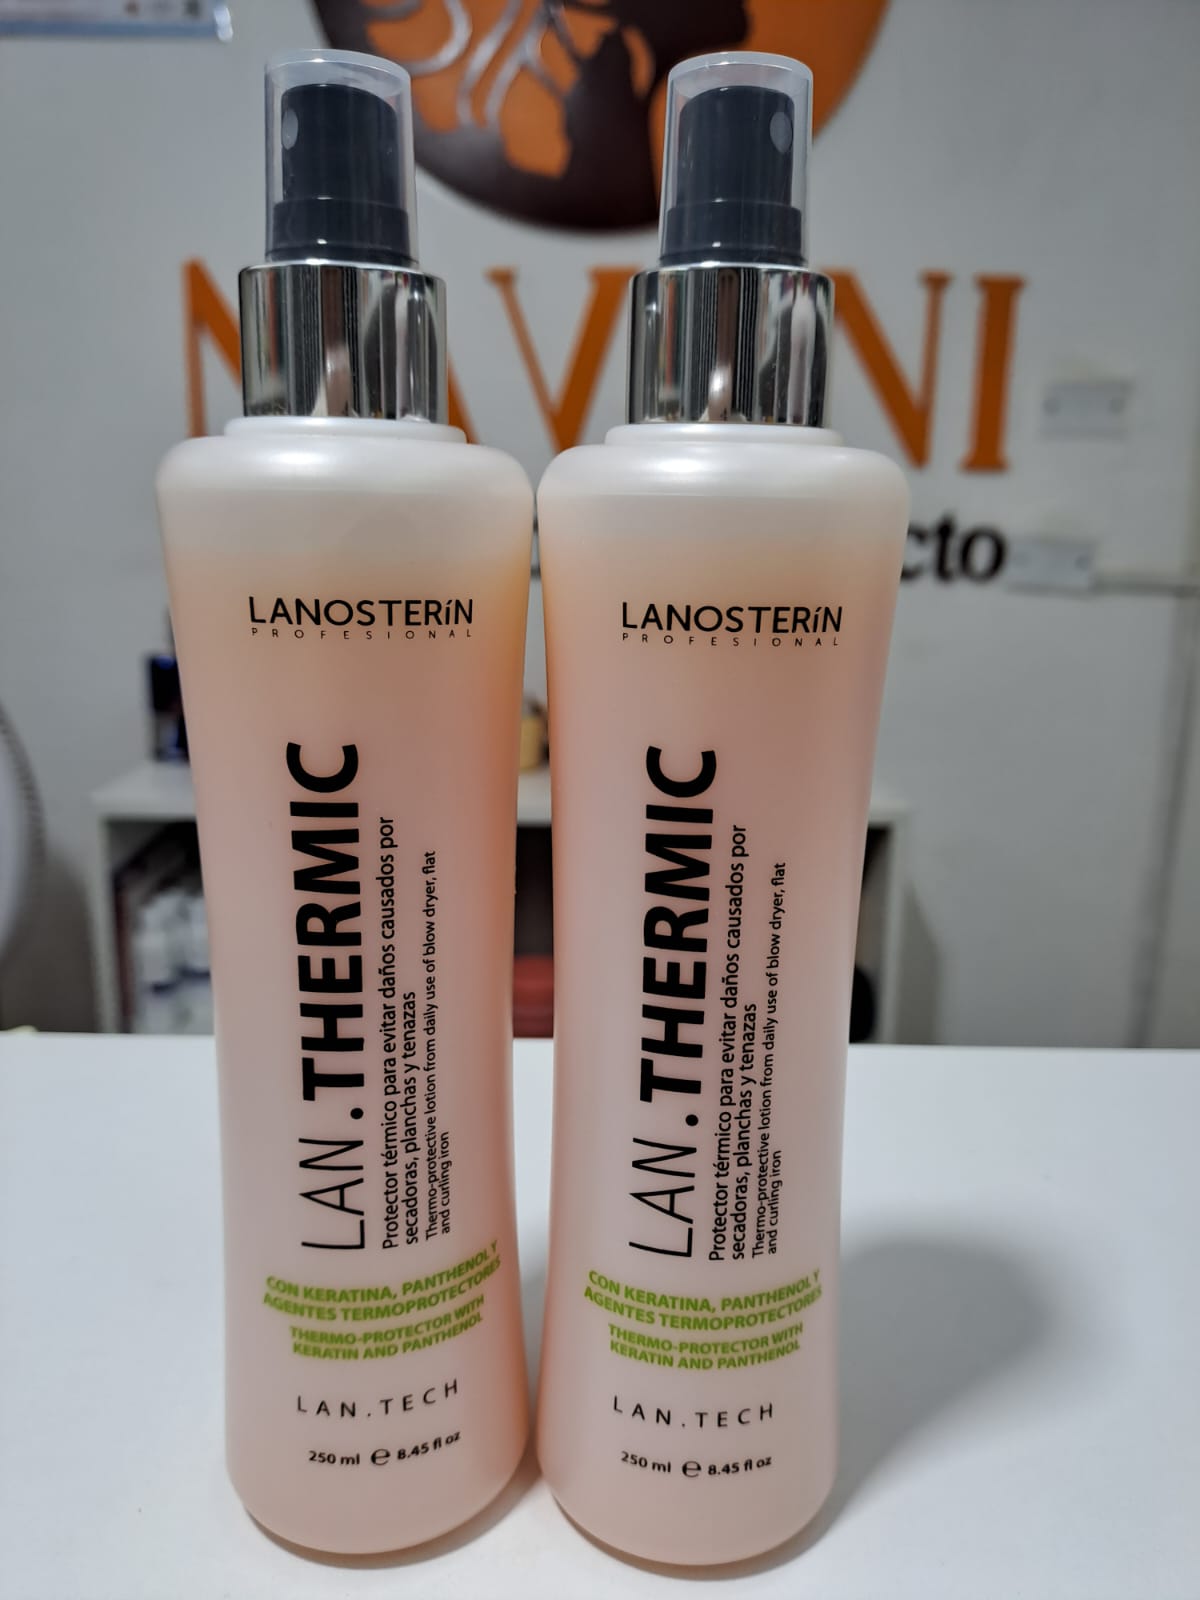 LANOSTERíN
PROFESIONAL
LAN.THERMIC
Protector térmico para evitar daños causados por
secadoras, planchas y tenazas
Thermo-protective lotion from daily use of blow dryer, flat
and curling iron
CON KERATINA, PANTHENOL Y
AGENTES TERMOPROTECTORES
THERMO-PROTECTOR WITH
KERATIN AND PANTHENOL
LAN.TECH
250 ml ℮ 8.45 fl oz
LANOSTERíN
PROFESIONAL
LAN.THERMIC
Protector térmico para evitar daños causados por
secadoras, planchas y tenazas
Thermo-protective lotion from daily use of blow dryer, flat
and curling iron
CON KERATINA, PANTHENOL Y
AGENTES TERMOPROTECTORES
THERMO-PROTECTOR WITH
KERATIN AND PANTHENOL
LAN.TECH
250 ml ℮ 8.45 fl oz